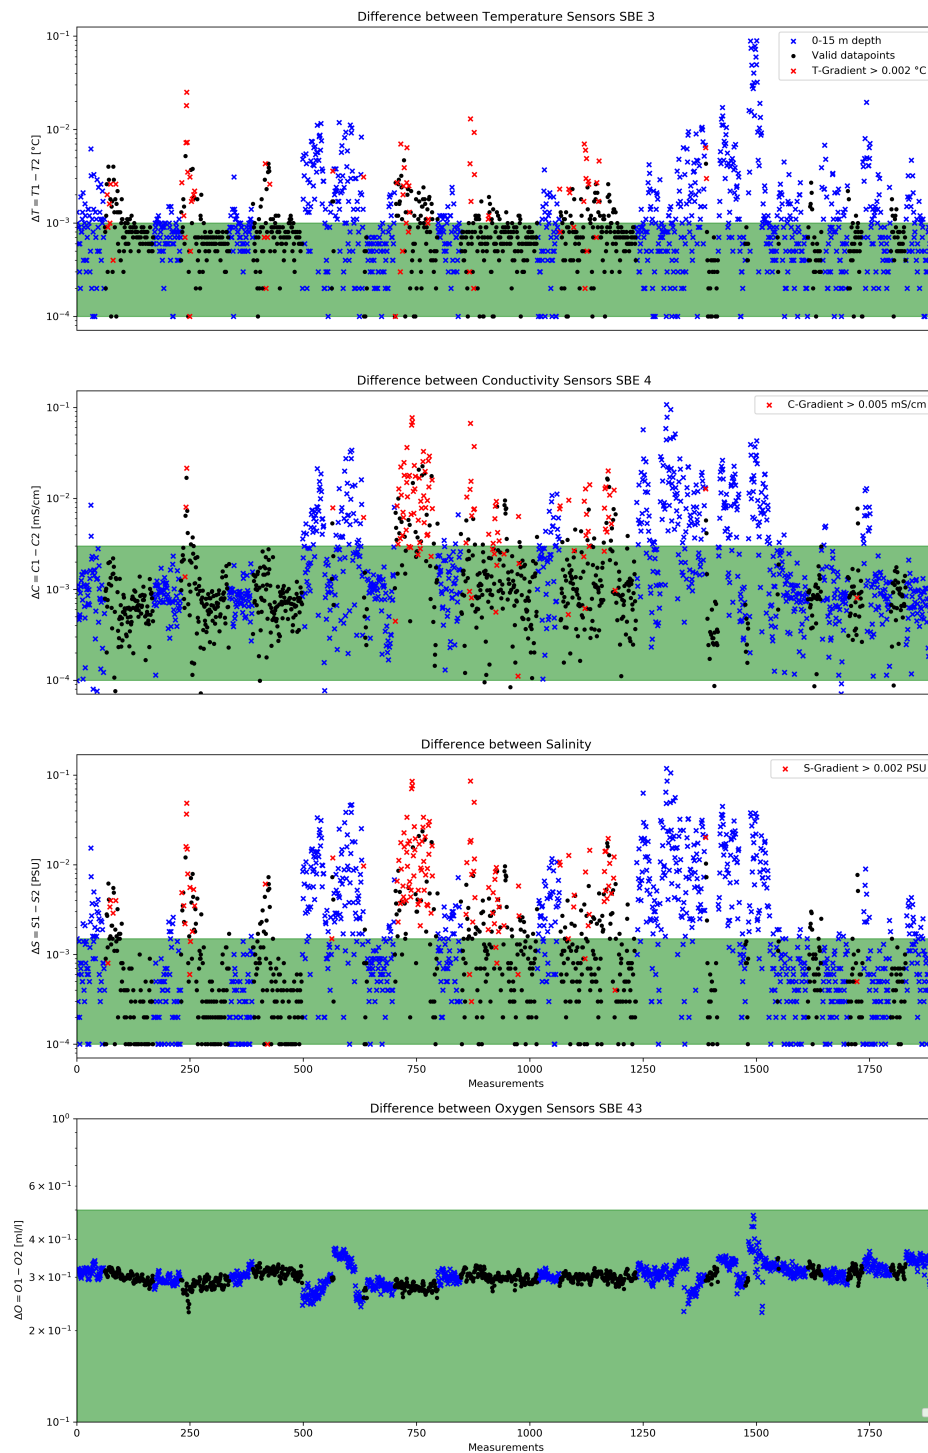 Difference between Temperature Sensors SBE 3
10⁻¹
10⁻²
10⁻³
10⁻⁴
ΔT = T1 − T2 [°C]
0-15 m depth
Valid datapoints
T-Gradient > 0.002 °C
Difference between Conductivity Sensors SBE 4
10⁻¹
10⁻²
10⁻³
10⁻⁴
ΔC = C1 − C2 [mS/cm]
C-Gradient > 0.005 mS/cm
Difference between Salinity
10⁻¹
10⁻²
10⁻³
10⁻⁴
ΔS = S1 − S2 [PSU]
S-Gradient > 0.002 PSU
0 250 500 750 1000 1250 1500 1750
Measurements
Difference between Oxygen Sensors SBE 43
10⁰
6 × 10⁻¹
4 × 10⁻¹
3 × 10⁻¹
2 × 10⁻¹
10⁻¹
ΔO = O1 − O2 [ml/l]
0 250 500 750 1000 1250 1500 1750
Measurements